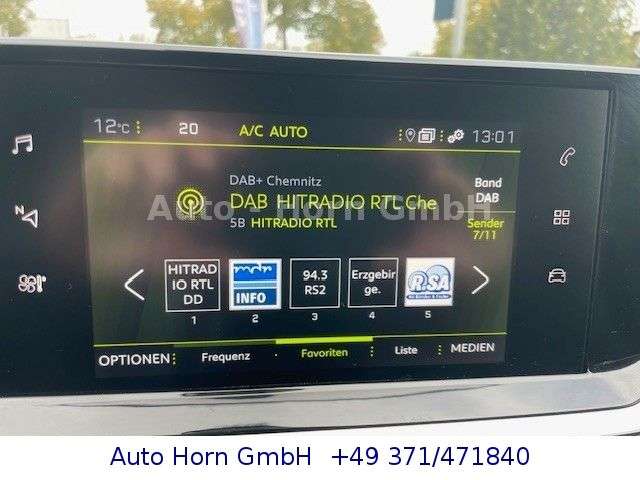 12°C
20
A/C AUTO
13:01
DAB+ Chemnitz
Band
DAB HITRADIO RTL Che
DAB
Auto Horn GmbH
5B HITRADIO RTL
Sender
7/11
HITRAD
IO RTL
DD
mdr
INFO
94.3
RS2
Erzgebir
ge.
R.SA
1 2 3 4 5
OPTIONEN Frequenz Favoriten Liste MEDIEN
N
Auto Horn GmbH +49 371/471840